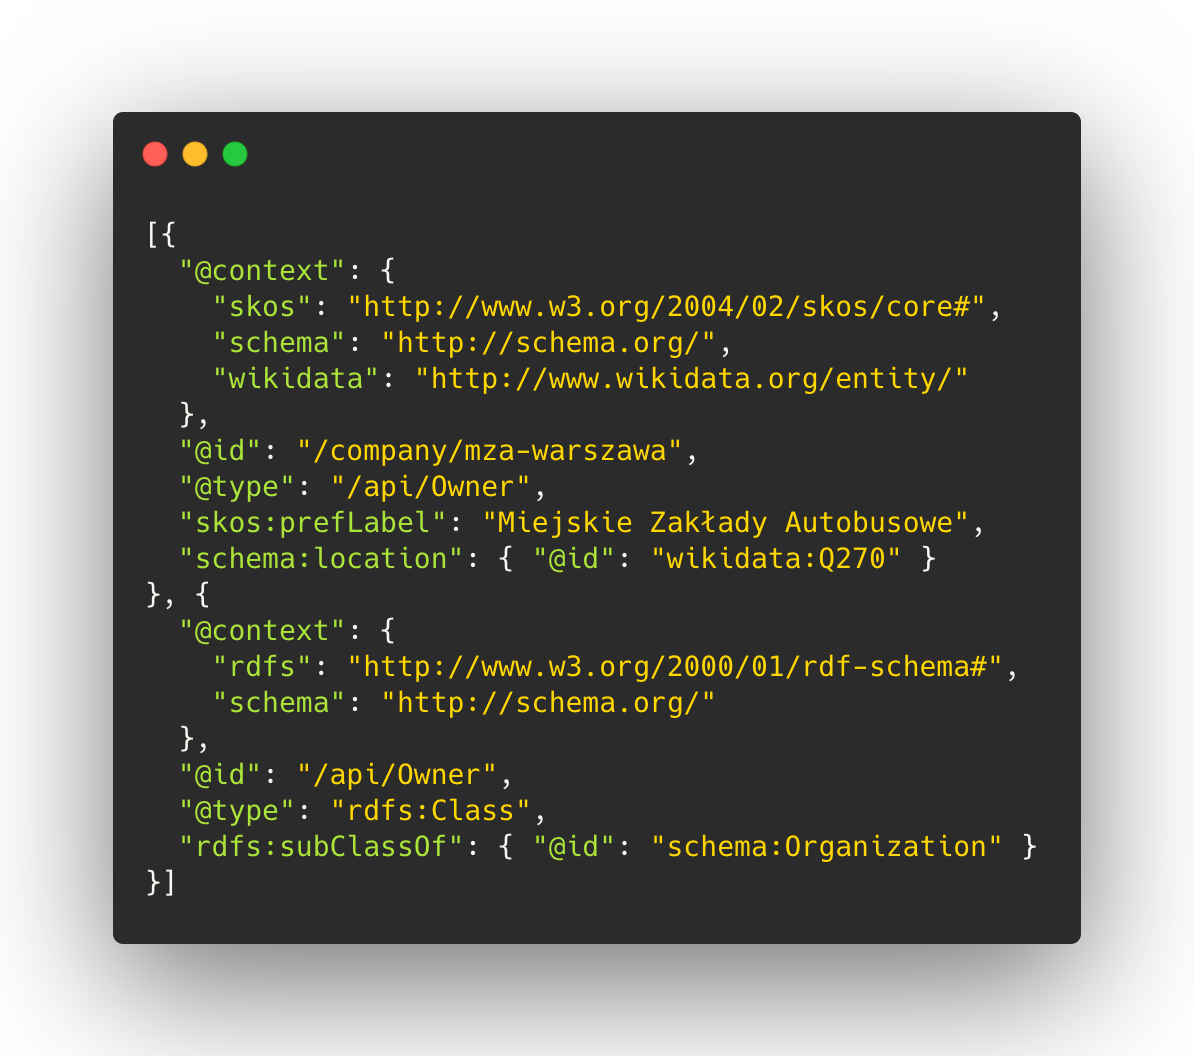 [{
  "@context": {
    "skos": "http://www.w3.org/2004/02/skos/core#",
    "schema": "http://schema.org/",
    "wikidata": "http://www.wikidata.org/entity/"
  },
  "@id": "/company/mza-warszawa",
  "@type": "/api/Owner",
  "skos:prefLabel": "Miejskie Zakłady Autobusowe",
  "schema:location": { "@id": "wikidata:Q270" }
}, {
  "@context": {
    "rdfs": "http://www.w3.org/2000/01/rdf-schema#",
    "schema": "http://schema.org/"
  },
  "@id": "/api/Owner",
  "@type": "rdfs:Class",
  "rdfs:subClassOf": { "@id": "schema:Organization" }
}]